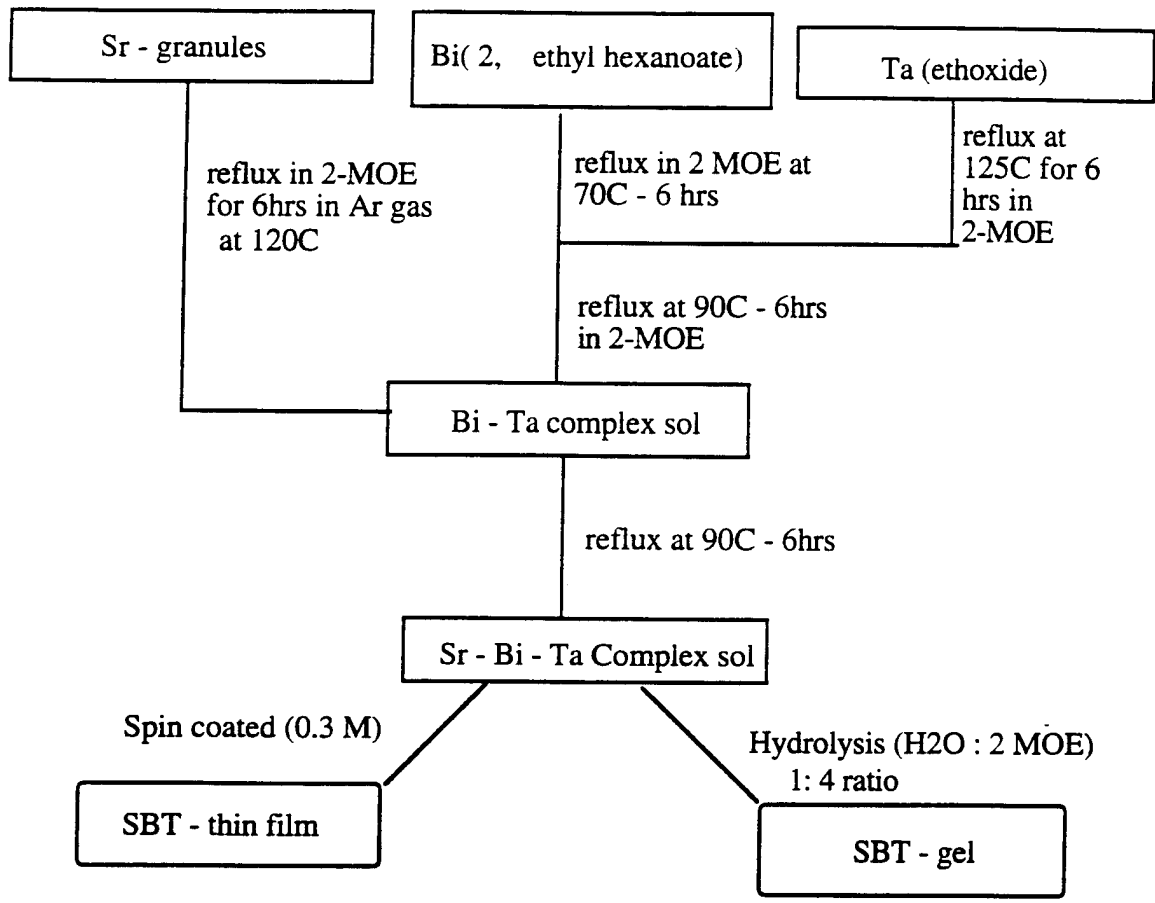 Sr - granules
Bi( 2, ethyl hexanoate)
Ta (ethoxide)
reflux in 2-MOE
for 6hrs in Ar gas
at 120C
reflux in 2 MOE at
70C - 6 hrs
reflux at
125C for 6
hrs in
2-MOE
reflux at 90C - 6hrs
in 2-MOE
Bi - Ta complex sol
reflux at 90C - 6hrs
Sr - Bi - Ta Complex sol
Spin coated (0.3 M)
Hydrolysis (H2O : 2 MOE)
1: 4 ratio
SBT - thin film
SBT - gel